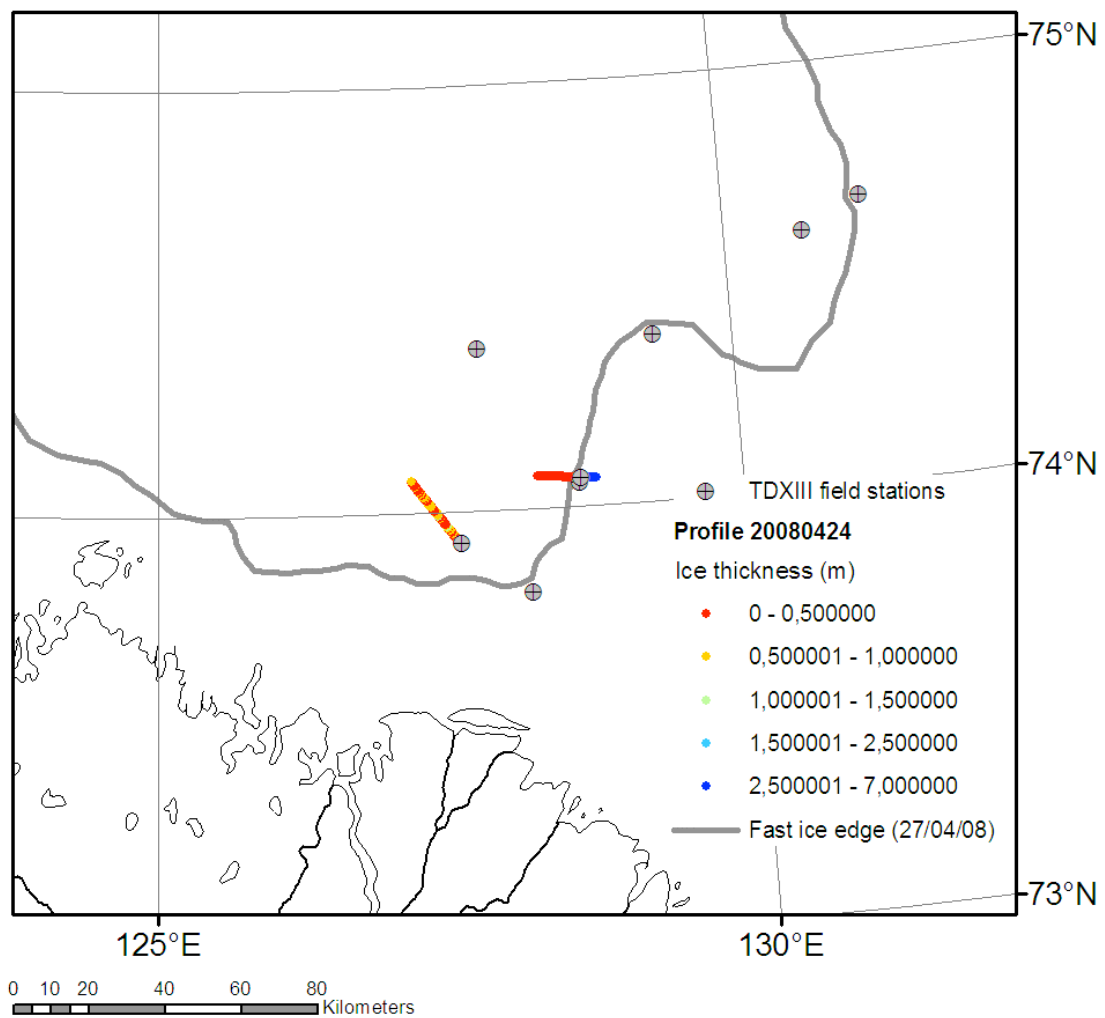 75°N
74°N
TDXIII field stations
Profile 20080424
Ice thickness (m)
0 - 0,500000
0,500001 - 1,000000
1,000001 - 1,500000
1,500001 - 2,500000
2,500001 - 7,000000
Fast ice edge (27/04/08)
73°N
125°E 130°E
0 10 20 40 60 80
Kilometers